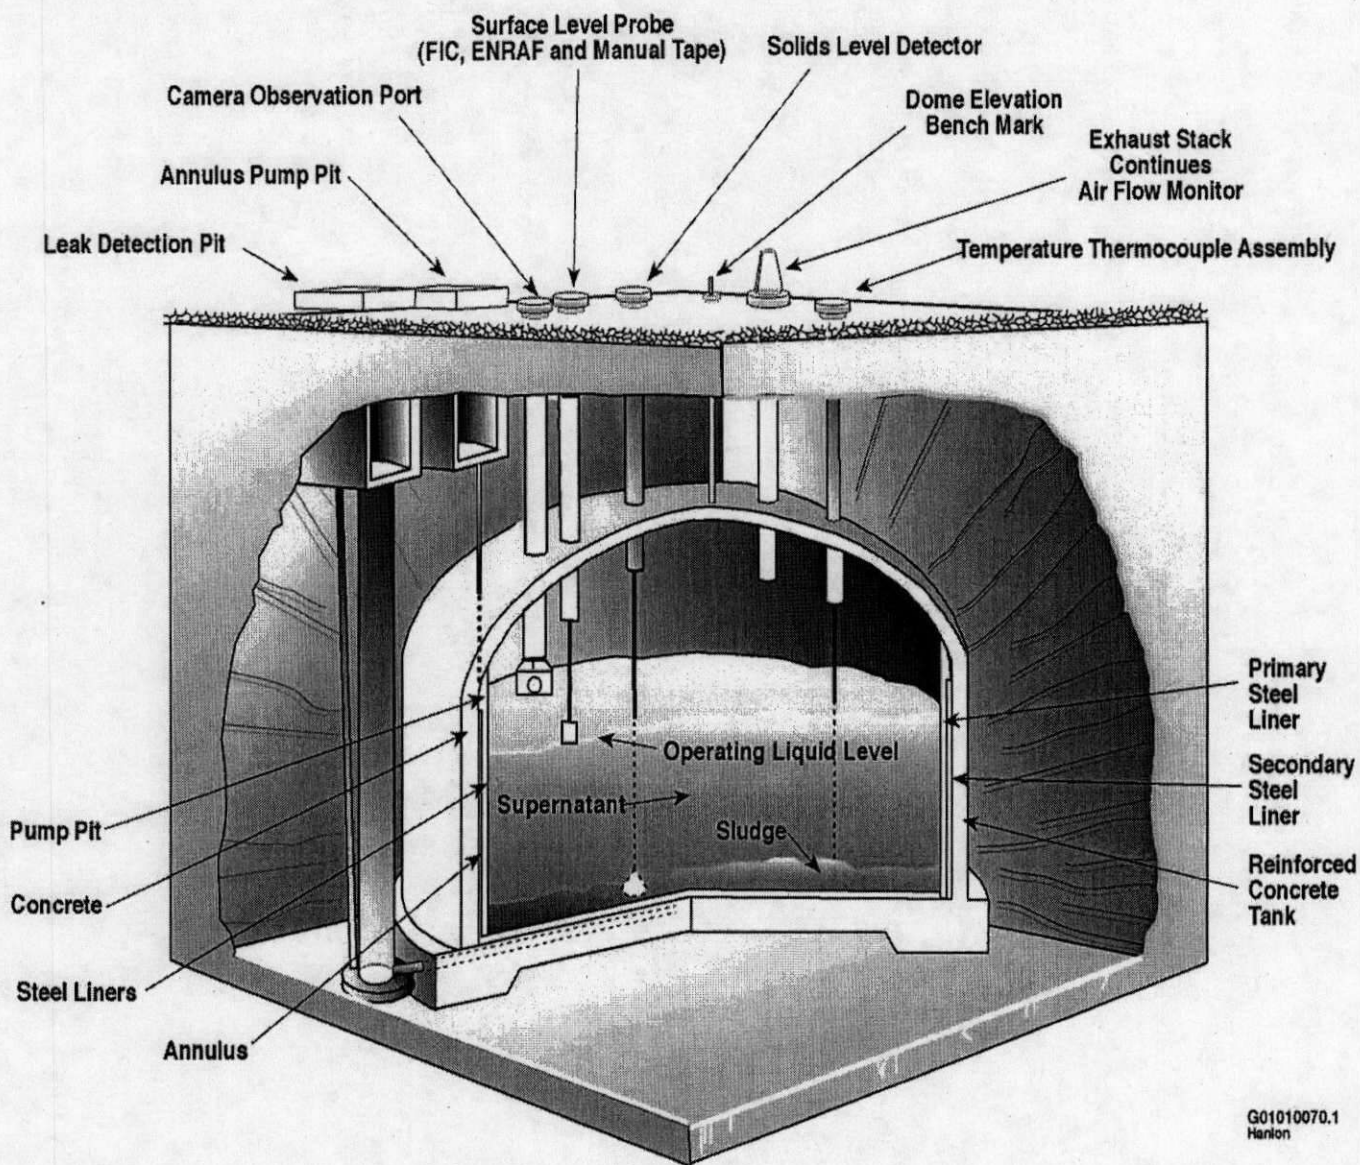 Surface Level Probe
(FIC, ENRAF and Manual Tape)
Solids Level Detector
Camera Observation Port
Dome Elevation
Bench Mark
Exhaust Stack
Continues
Air Flow Monitor
Annulus Pump Pit
Leak Detection Pit
Temperature Thermocouple Assembly
Primary
Steel
Liner
Operating Liquid Level
Secondary
Steel
Liner
Supernatant
Sludge
Pump Pit
Reinforced
Concrete
Tank
Concrete
Steel Liners
Annulus
G01010070.1
Hanlon